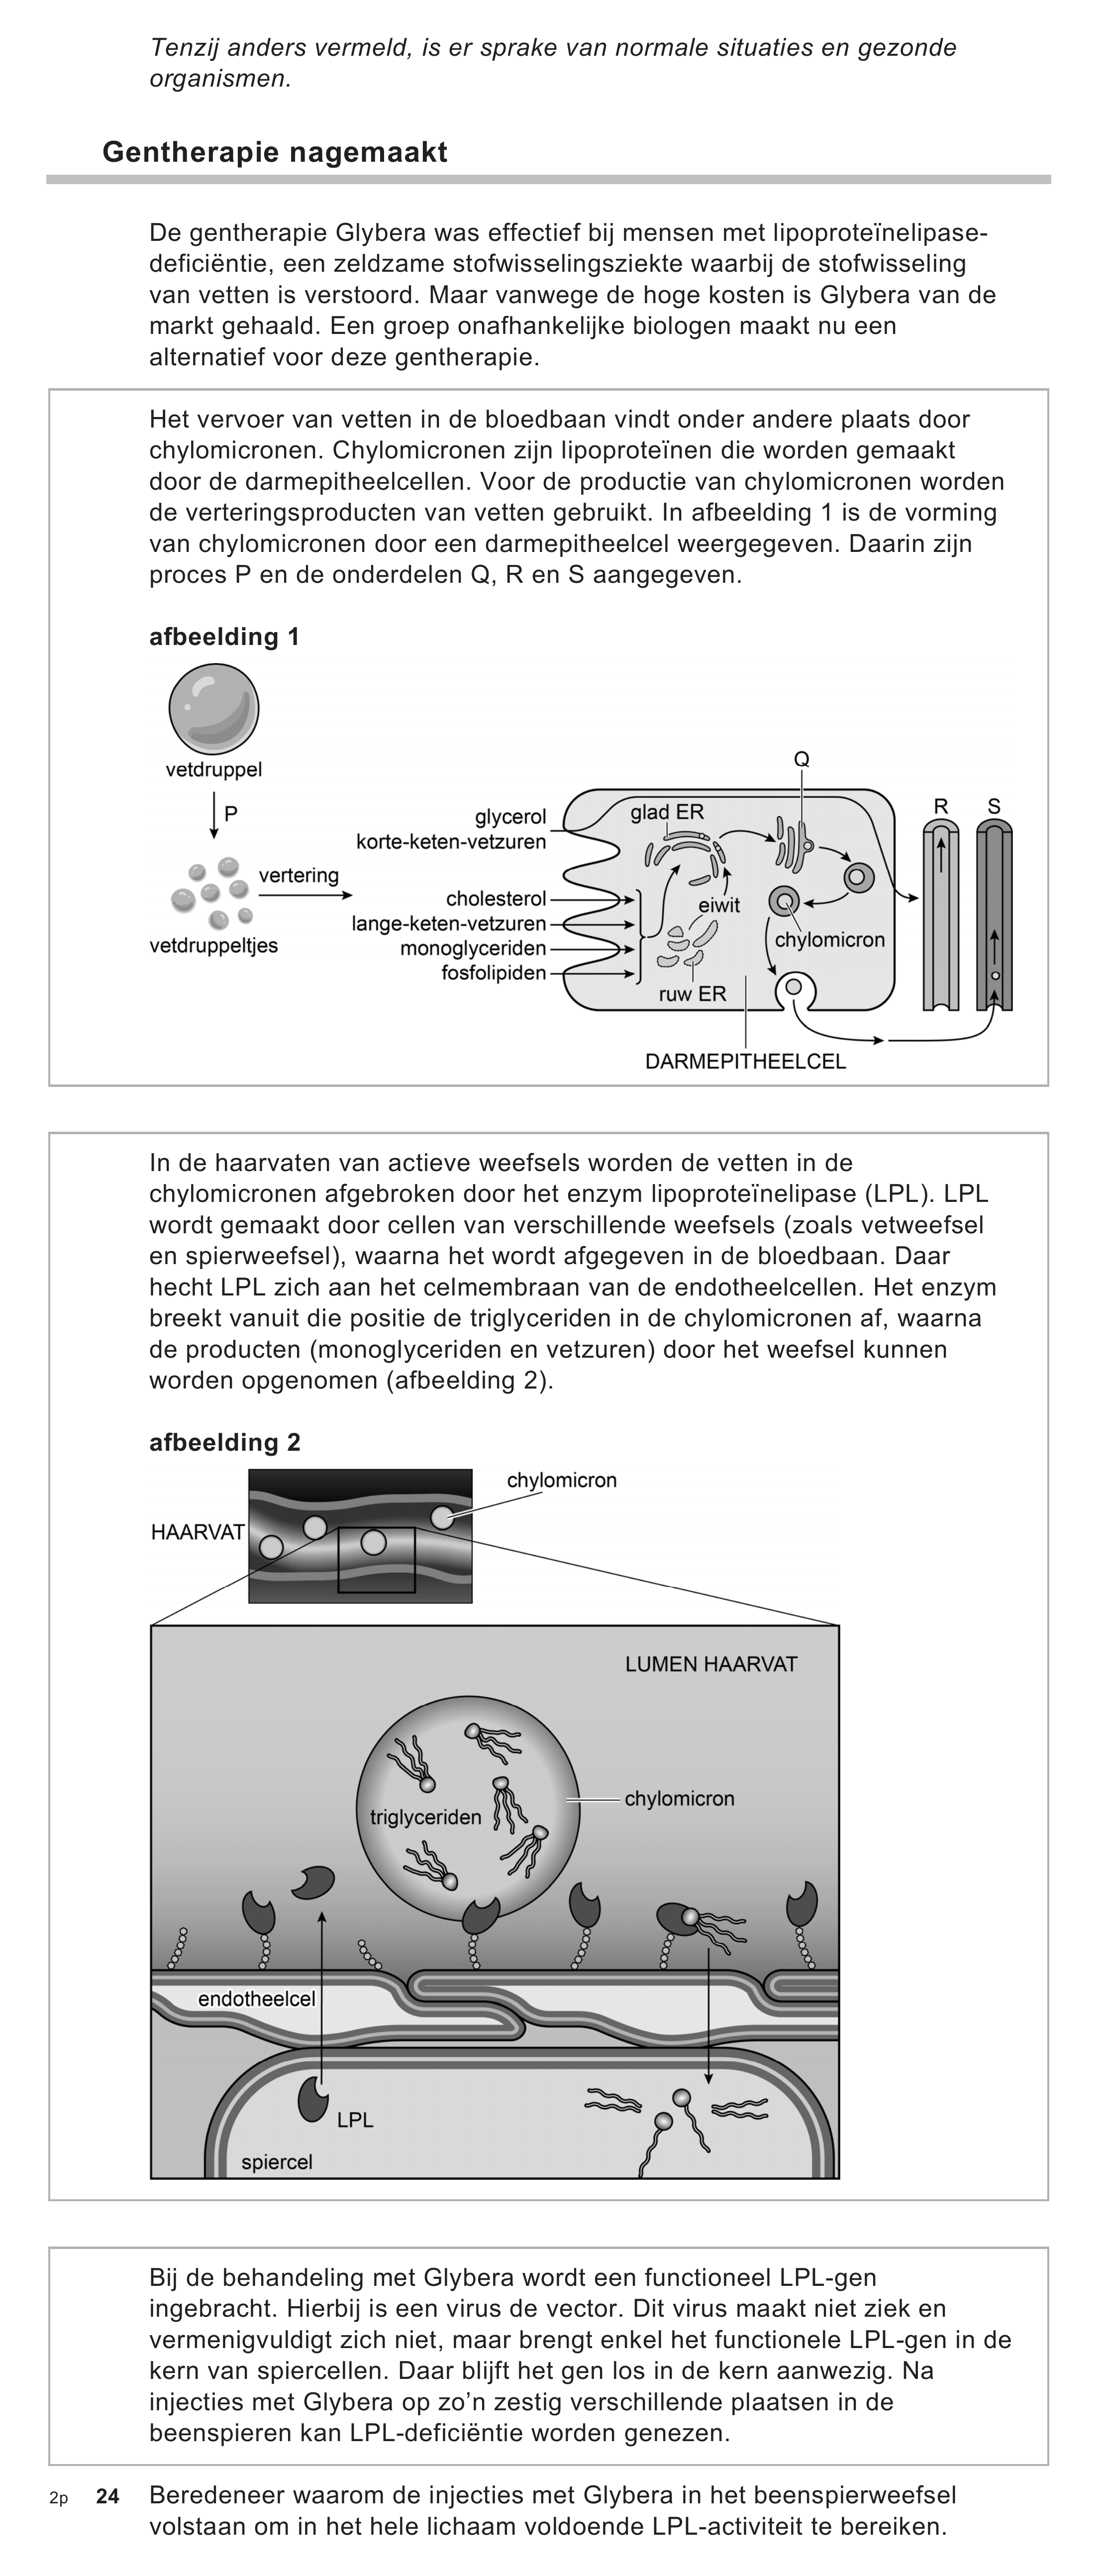 Tenzij anders vermeld, is er sprake van normale situaties en gezonde
organismen.
Gentherapie nagemaakt
De gentherapie Glybera was effectief bij mensen met lipoproteïnelipase-
deficiëntie, een zeldzame stofwisselingsziekte waarbij de stofwisseling
van vetten is verstoord. Maar vanwege de hoge kosten is Glybera van de
markt gehaald. Een groep onafhankelijke biologen maakt nu een
alternatief voor deze gentherapie.
Het vervoer van vetten in de bloedbaan vindt onder andere plaats door
chylomicronen. Chylomicronen zijn lipoproteïnen die worden gemaakt
door de darmepitheelcellen. Voor de productie van chylomicronen worden
de verteringsproducten van vetten gebruikt. In afbeelding 1 is de vorming
van chylomicronen door een darmepitheelcel weergegeven. Daarin zijn
proces P en de onderdelen Q, R en S aangegeven.
afbeelding 1
vetdruppel
P
vetdruppeltjes
vertering
glycerol
korte-keten-vetzuren
cholesterol
lange-keten-vetzuren
monoglyceriden
fosfolipiden
glad ER
eiwit
ruw ER
Q
chylomicron
DARMEPITHEELCEL
R
S
In de haarvaten van actieve weefsels worden de vetten in de
chylomicronen afgebroken door het enzym lipoproteïnelipase (LPL). LPL
wordt gemaakt door cellen van verschillende weefsels (zoals vetweefsel
en spierweefsel), waarna het wordt afgegeven in de bloedbaan. Daar
hecht LPL zich aan het celmembraan van de endotheelcellen. Het enzym
breekt vanuit die positie de triglyceriden in de chylomicronen af, waarna
de producten (monoglyceriden en vetzuren) door het weefsel kunnen
worden opgenomen (afbeelding 2).
afbeelding 2
chylomicron
HAARVAT
LUMEN HAARVAT
chylomicron
triglyceriden
endotheelcel
LPL
spiercel
Bij de behandeling met Glybera wordt een functioneel LPL-gen
ingebracht. Hierbij is een virus de vector. Dit virus maakt niet ziek en
vermenigvuldigt zich niet, maar brengt enkel het functionele LPL-gen in de
kern van spiercellen. Daar blijft het gen los in de kern aanwezig. Na
injecties met Glybera op zo’n zestig verschillende plaatsen in de
beenspieren kan LPL-deficiëntie worden genezen.
2p 24 Beredeneer waarom de injecties met Glybera in het beenspierweefsel
volstaan om in het hele lichaam voldoende LPL-activiteit te bereiken.